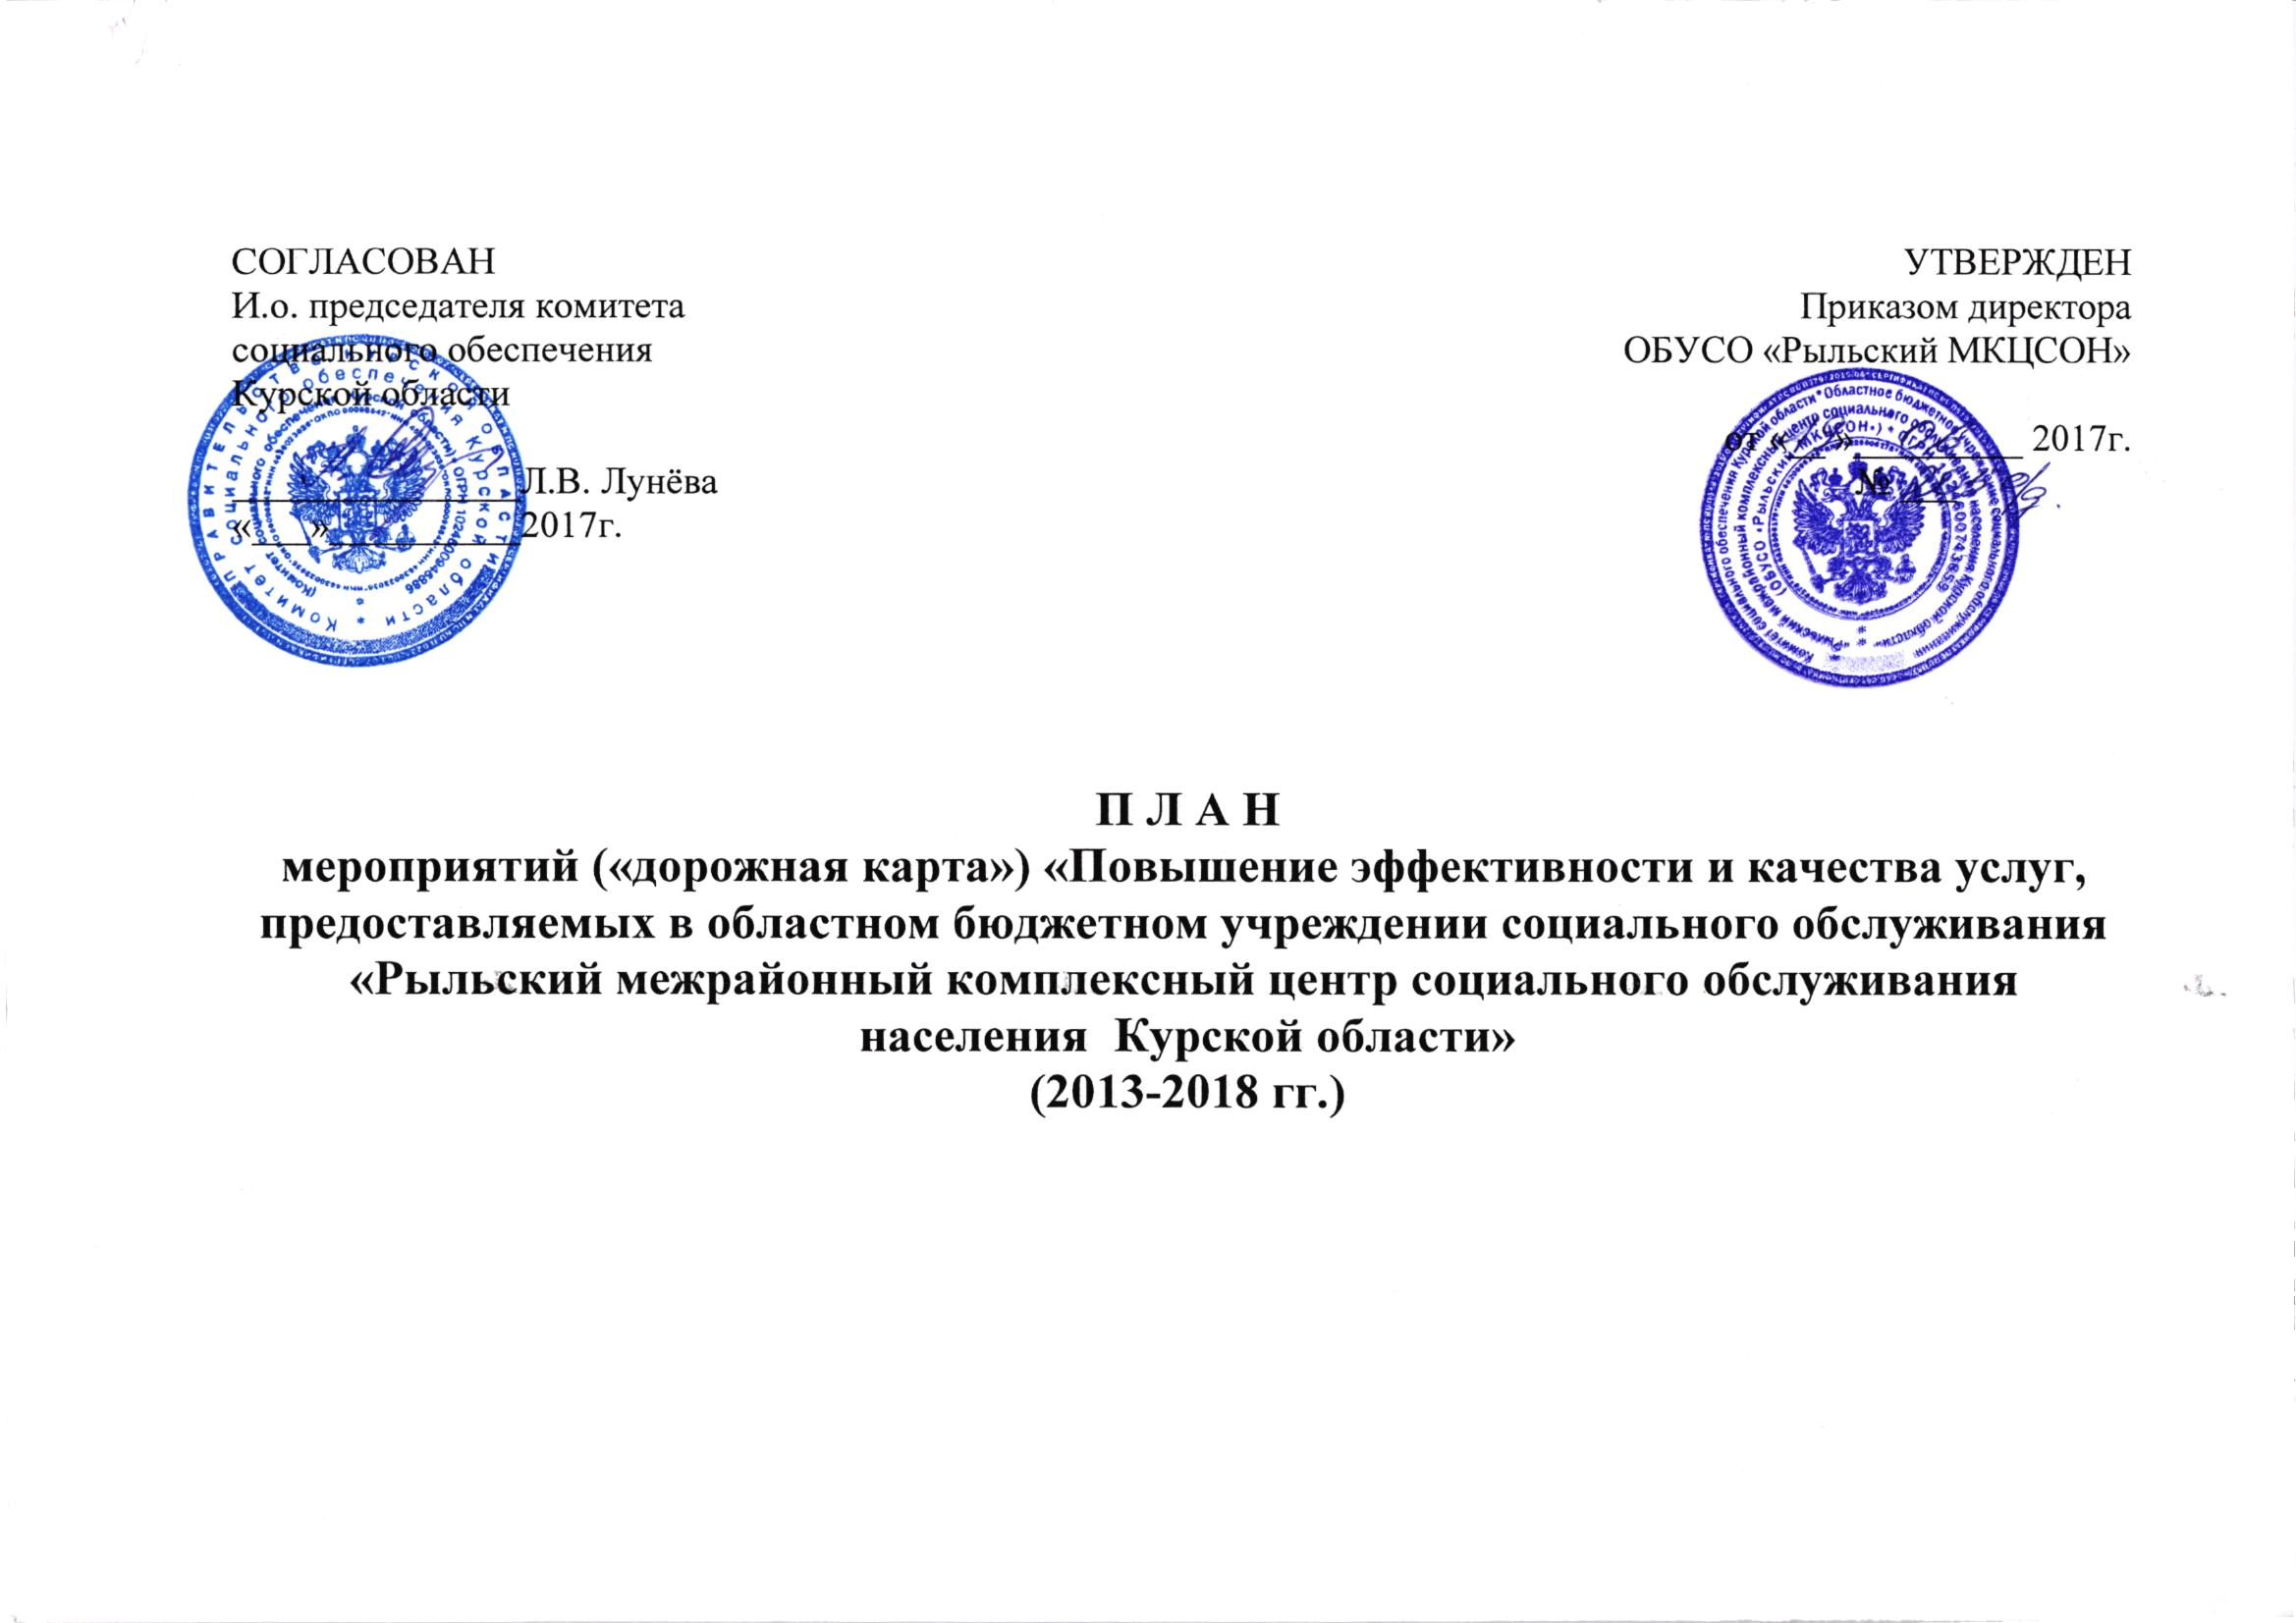 СОГЛАСОВАН
И.о. председателя комитета
социального обеспечения
Курской области
Л.В. Лунёва
«___»__________2017г.
УТВЕРЖДЕН
Приказом директора
ОБУСО «Рыльский МКЦСОН»
от «__» _________ 2017г.
№ ___
П Л А Н
мероприятий («дорожная карта») «Повышение эффективности и качества услуг,
предоставляемых в областном бюджетном учреждении социального обслуживания
«Рыльский межрайонный комплексный центр социального обслуживания
населения Курской области»
(2013-2018 гг.)